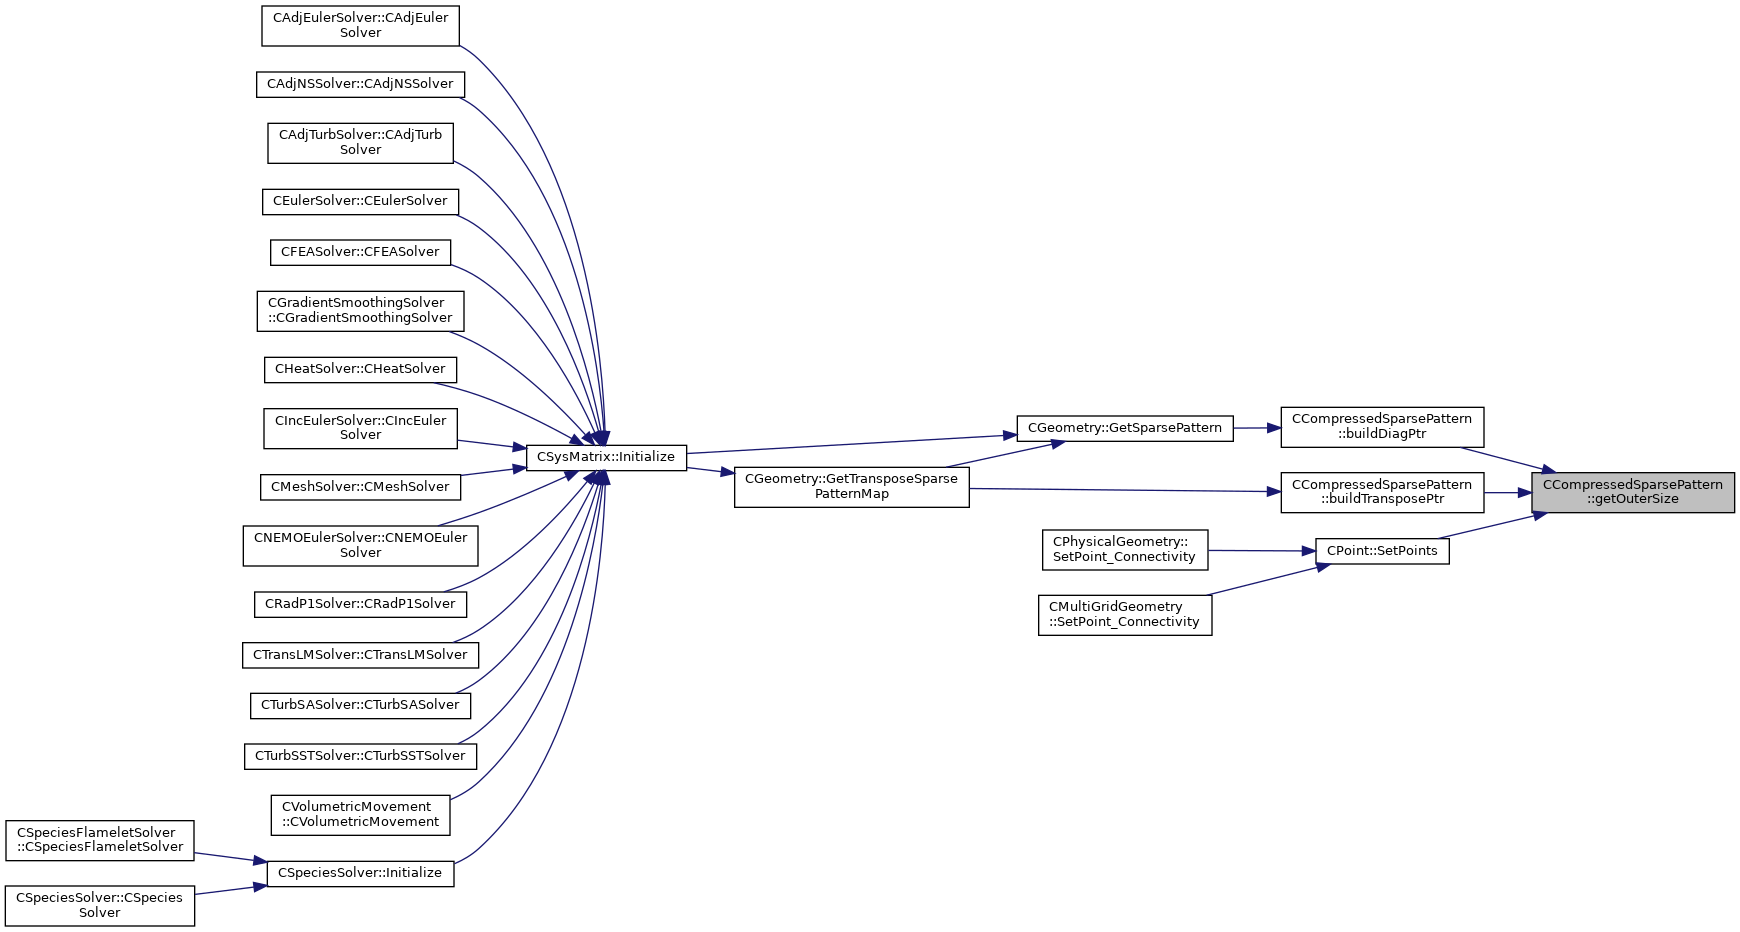 CAdjEulerSolver::CAdjEuler
Solver
CAdjNSSolver::CAdjNSSolver
CAdjTurbSolver::CAdjTurb
Solver
CEulerSolver::CEulerSolver
CFEASolver::CFEASolver
CGradientSmoothingSolver
::CGradientSmoothingSolver
CHeatSolver::CHeatSolver
CIncEulerSolver::CIncEuler
Solver
CMeshSolver::CMeshSolver
CNEMOEulerSolver::CNEMOEuler
Solver
CRadP1Solver::CRadP1Solver
CTransLMSolver::CTransLMSolver
CTurbSASolver::CTurbSASolver
CTurbSSTSolver::CTurbSSTSolver
CVolumetricMovement
::CVolumetricMovement
CSpeciesFlameletSolver
::CSpeciesFlameletSolver
CSpeciesSolver::CSpecies
Solver
CSpeciesSolver::Initialize
CSysMatrix::Initialize
CGeometry::GetSparsePattern
CGeometry::GetTransposeSparse
PatternMap
CPhysicalGeometry::
SetPoint_Connectivity
CMultiGridGeometry
::SetPoint_Connectivity
CCompressedSparsePattern
::buildDiagPtr
CCompressedSparsePattern
::buildTransposePtr
CPoint::SetPoints
CCompressedSparsePattern
::getOuterSize